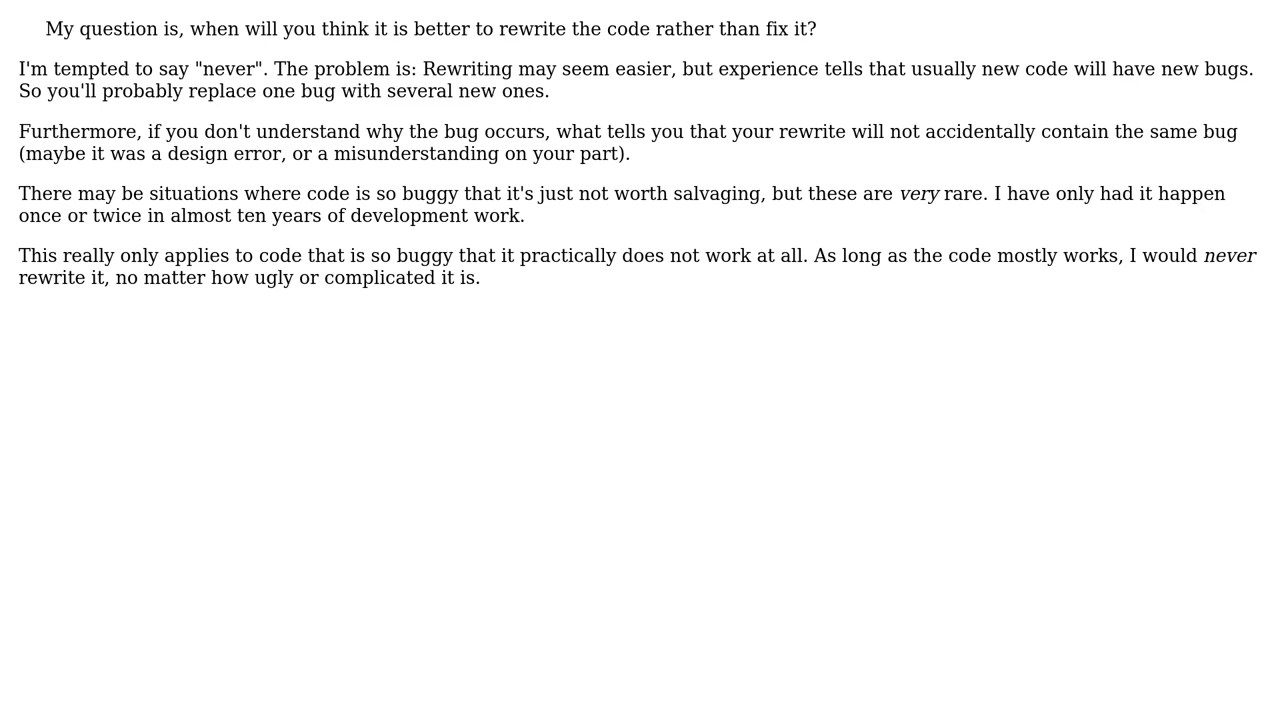 My question is, when will you think it is better to rewrite the code rather than fix it?
I'm tempted to say "never". The problem is: Rewriting may seem easier, but experience tells that usually new code will have new bugs.
So you'll probably replace one bug with several new ones.
Furthermore, if you don't understand why the bug occurs, what tells you that your rewrite will not accidentally contain the same bug
(maybe it was a design error, or a misunderstanding on your part).
There may be situations where code is so buggy that it's just not worth salvaging, but these are very rare. I have only had it happen
once or twice in almost ten years of development work.
This really only applies to code that is so buggy that it practically does not work at all. As long as the code mostly works, I would never
rewrite it, no matter how ugly or complicated it is.